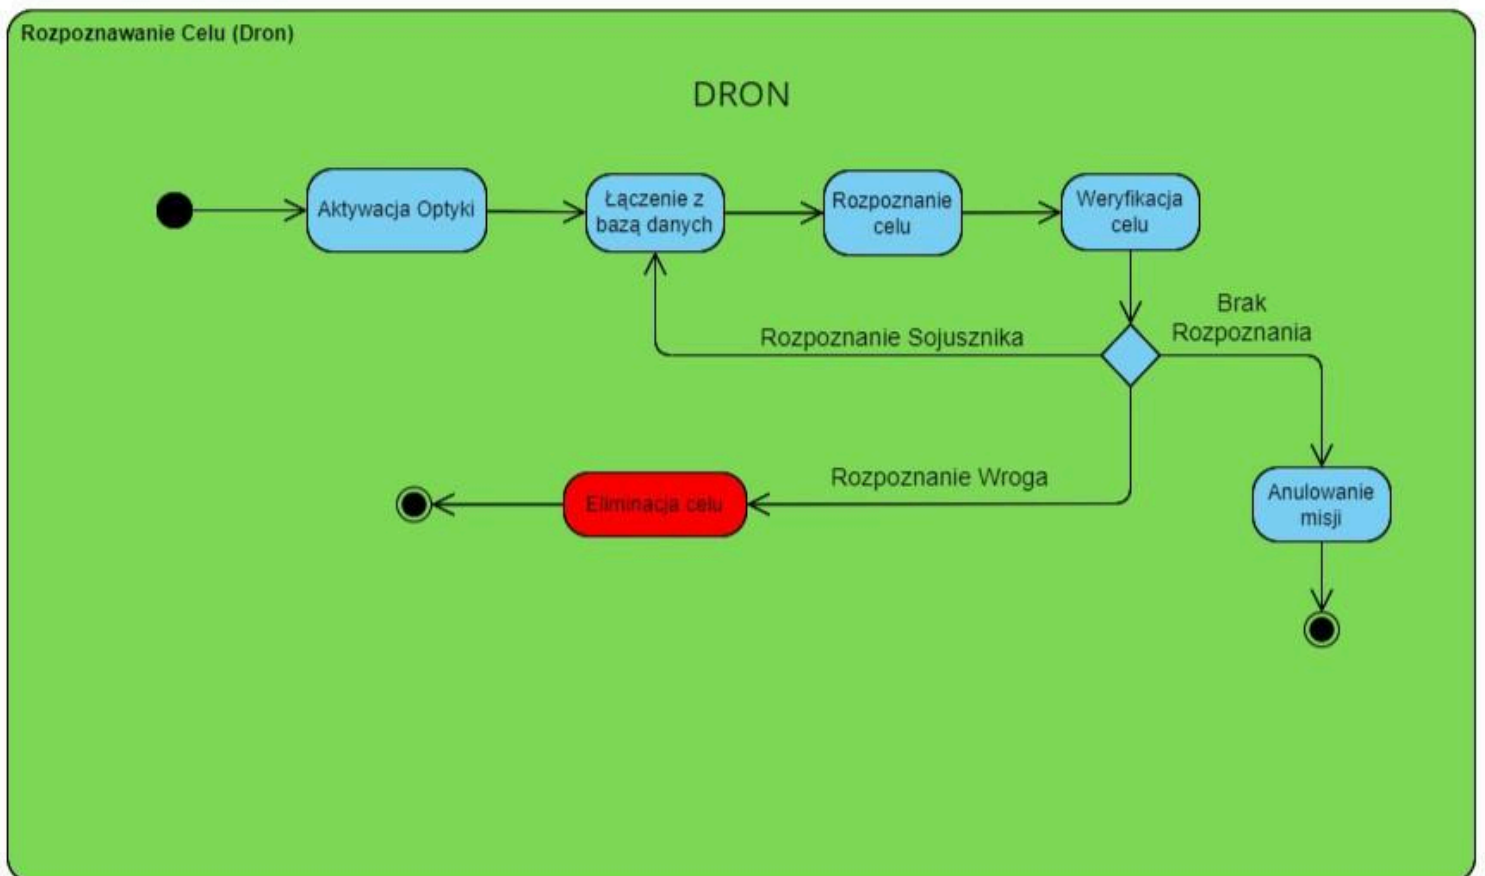 Rozpoznawanie Celu (Dron)
DRON
Aktywacja Optyki
Łączenie z
bazą danych
Rozpoznanie
celu
Weryfikacja
celu
Brak
Rozpoznania
Rozpoznanie Sojusznika
Rozpoznanie Wroga
Eliminacja celu
Anulowanie
misji